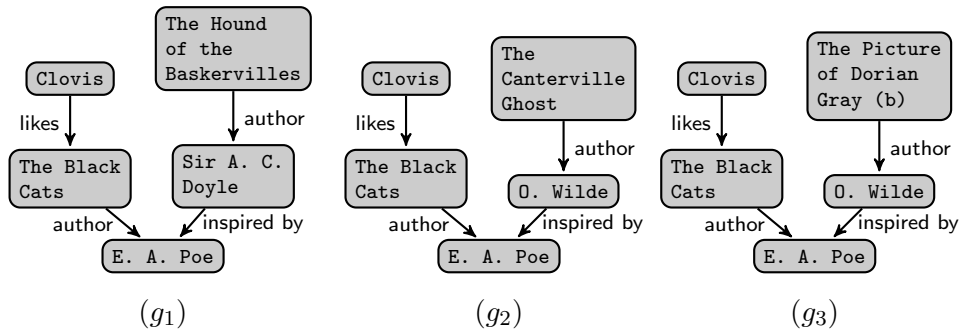 Clovis
likes
The Black
Cats
author
The Hound
of the
Baskervilles
author
Sir A. C.
Doyle
inspired by
E. A. Poe
(g1)
Clovis
likes
The Black
Cats
author
The
Canterville
Ghost
author
O. Wilde
inspired by
E. A. Poe
(g2)
Clovis
likes
The Black
Cats
author
The Picture
of Dorian
Gray (b)
author
O. Wilde
inspired by
E. A. Poe
(g3)